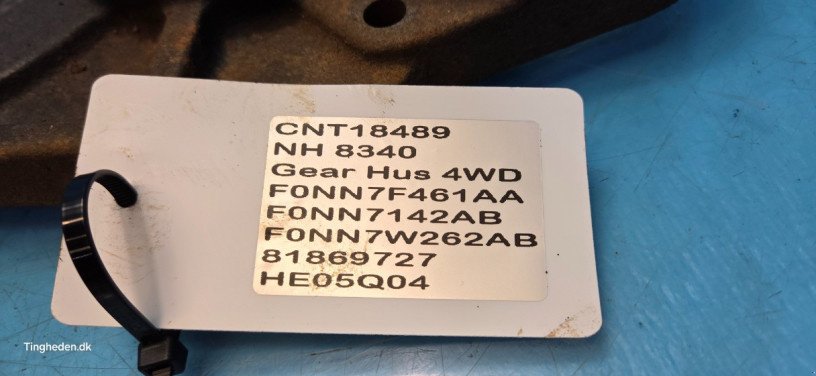 CNT18489
NH 8340
Gear Hus 4WD
F0NN7F461AA
F0NN7142AB
F0NN7W262AB
81869727
HE05Q04
Tingheden.dk